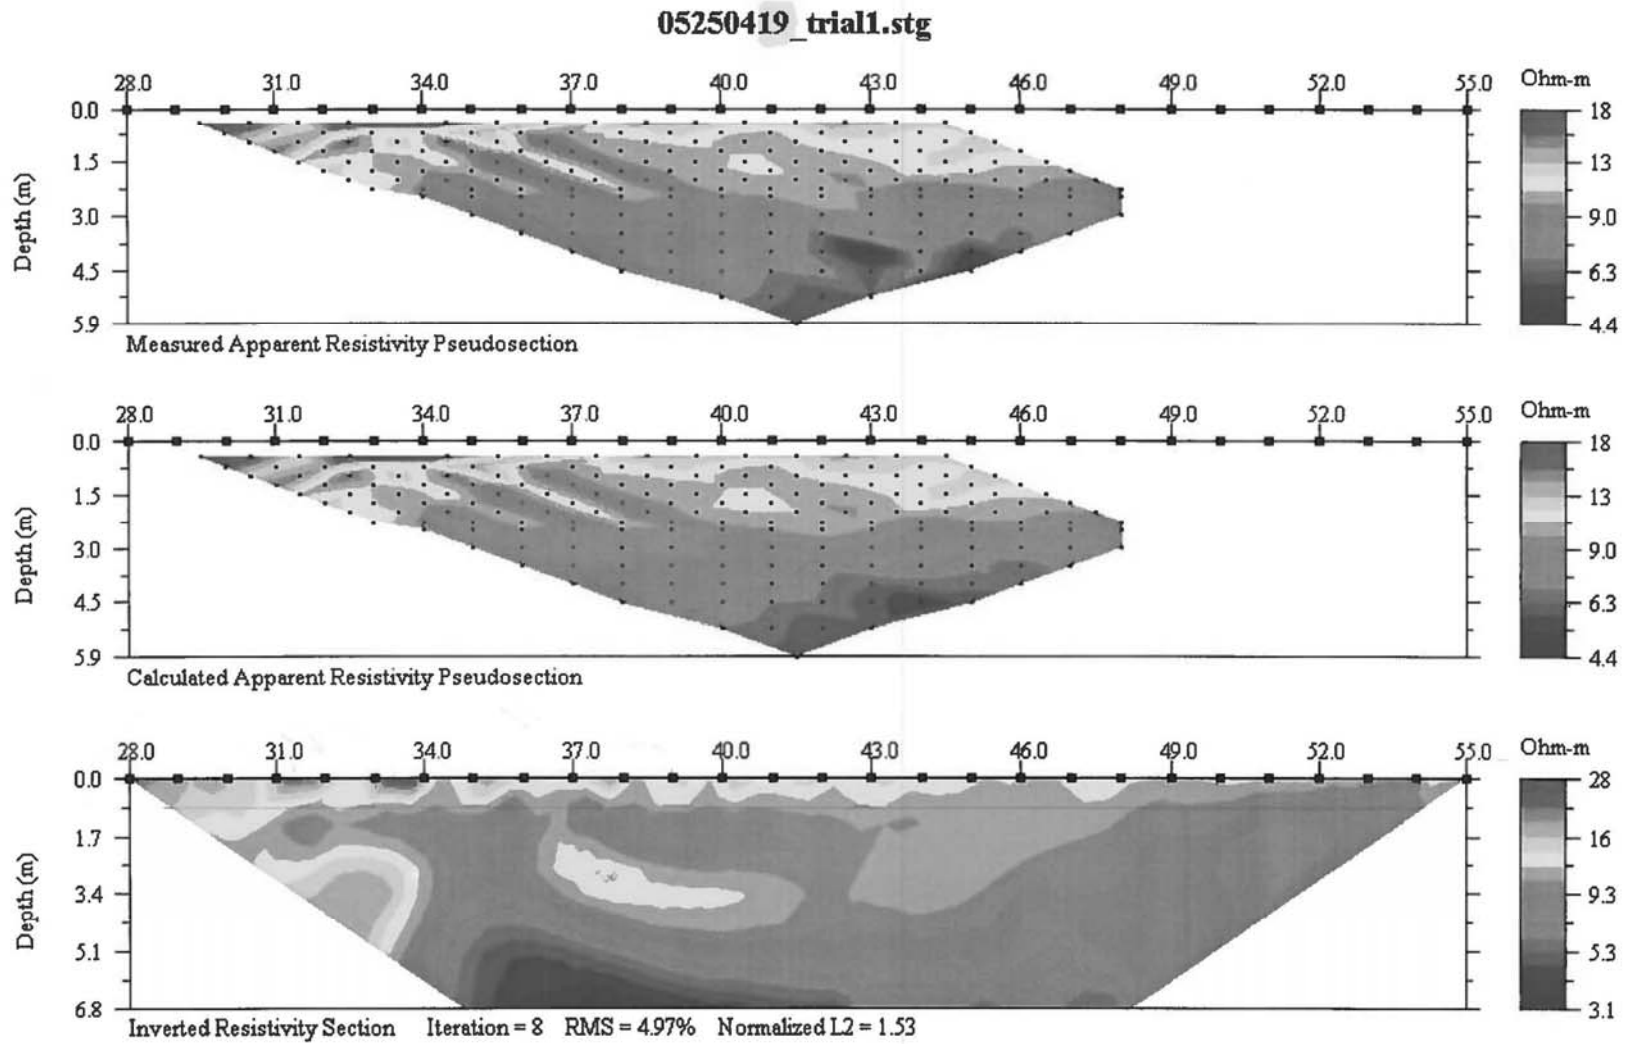 05250419_trial1.stg
28.0 31.0 34.0 37.0 40.0 43.0 46.0 49.0 52.0 55.0 Ohm-m
0.0 18
1.5 13
3.0 9.0
4.5 6.3
5.9 4.4
Depth (m)
Measured Apparent Resistivity Pseudosection
28.0 31.0 34.0 37.0 40.0 43.0 46.0 49.0 52.0 55.0 Ohm-m
0.0 18
1.5 13
3.0 9.0
4.5 6.3
5.9 4.4
Depth (m)
Calculated Apparent Resistivity Pseudosection
28.0 31.0 34.0 37.0 40.0 43.0 46.0 49.0 52.0 55.0 Ohm-m
0.0 28
1.7 16
3.4 9.3
5.1 5.3
6.8 3.1
Depth (m)
Inverted Resistivity Section Iteration = 8 RMS = 4.97% Normalized L2 = 1.53